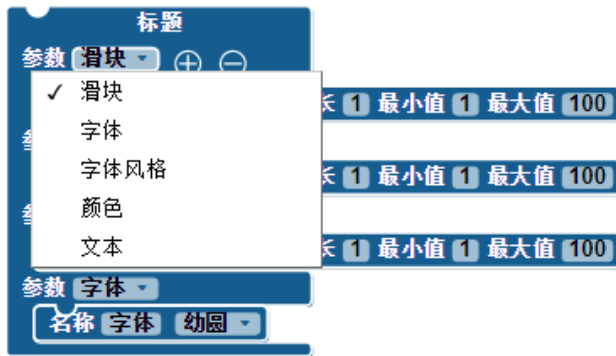 标题
参数 滑块
✓ 滑块
字体
长 1 最小值 1 最大值 100
字体风格
长 1 最小值 1 最大值 100
颜色
文本
长 1 最小值 1 最大值 100
参数 字体
名称 字体 幼圆